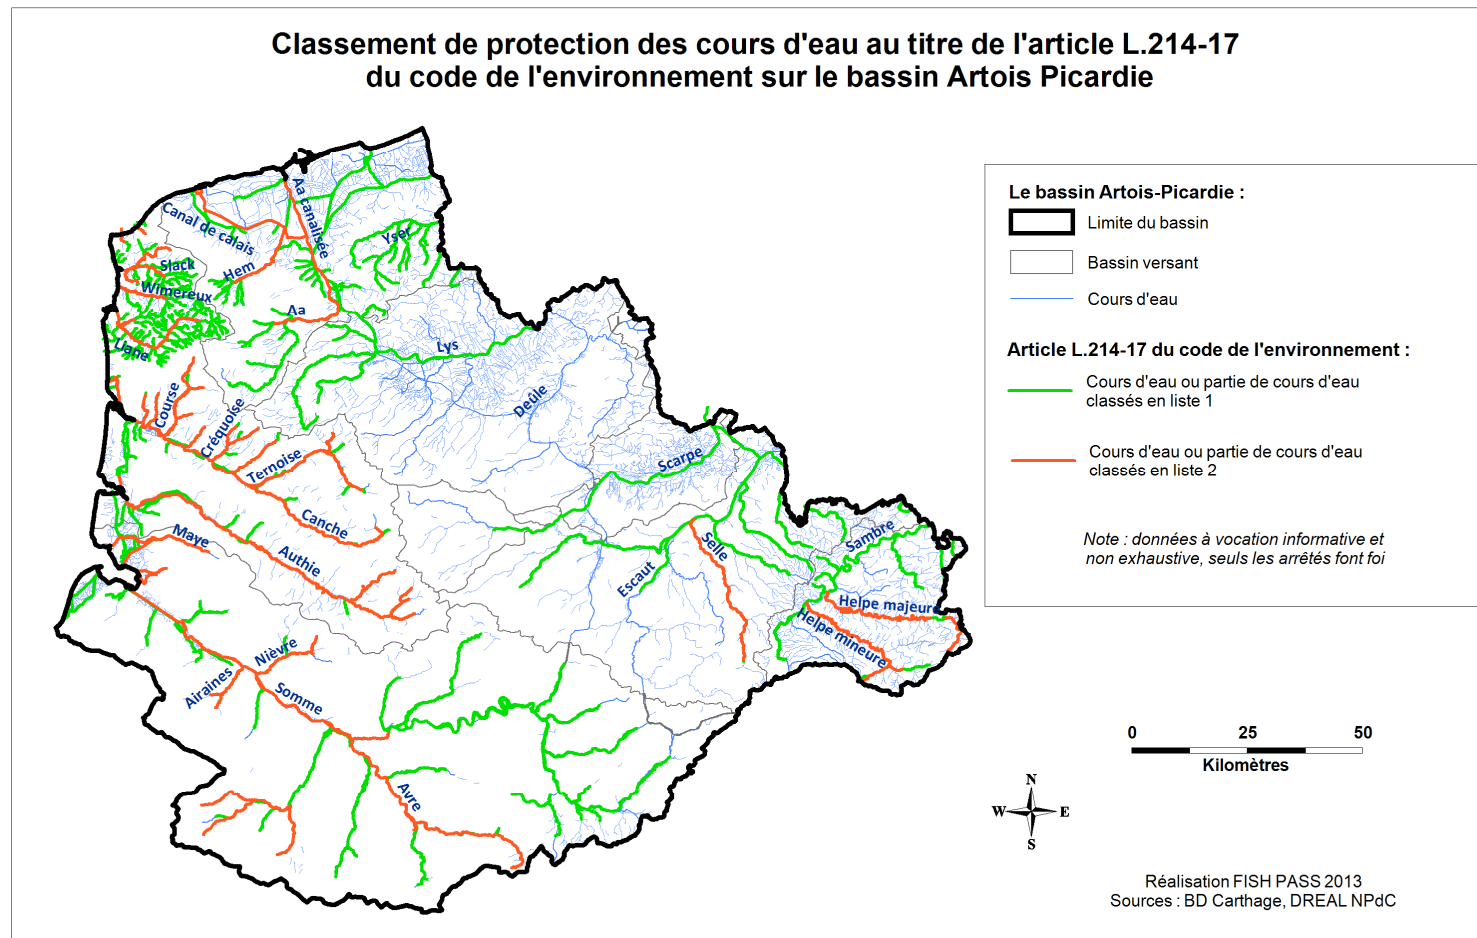 Classement de protection des cours d'eau au titre de l'article L.214-17
du code de l'environnement sur le bassin Artois Picardie
Le bassin Artois-Picardie :
Limite du bassin
Bassin versant
Cours d'eau
Article L.214-17 du code de l'environnement :
Cours d'eau ou partie de cours d'eau
classés en liste 1
Cours d'eau ou partie de cours d'eau
classés en liste 2
Note : données à vocation informative et
non exhaustive, seuls les arrêtés font foi
Aa canalisée
Canal de calais
Yser
Slack
Hem
Wimereux
Aa
Liane
Lys
Course
Créquoise
Deûle
Ternoise
Scarpe
Canche
Maye
Authie
Selle
Sambre
Escaut
Helpe majeure
Helpe mineure
Nièvre
Airaines
Somme
Avre
0 25 50
Kilomètres
N
W E
S
Réalisation FISH PASS 2013
Sources : BD Carthage, DREAL NPdC